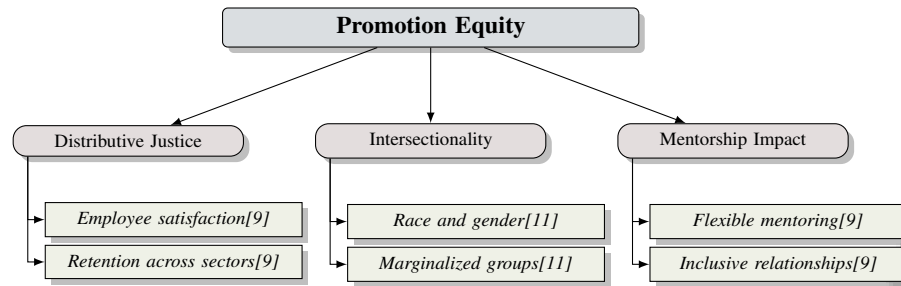 Promotion Equity
Distributive Justice
Intersectionality
Mentorship Impact
Employee satisfaction[9]
Race and gender[11]
Flexible mentoring[9]
Retention across sectors[9]
Marginalized groups[11]
Inclusive relationships[9]